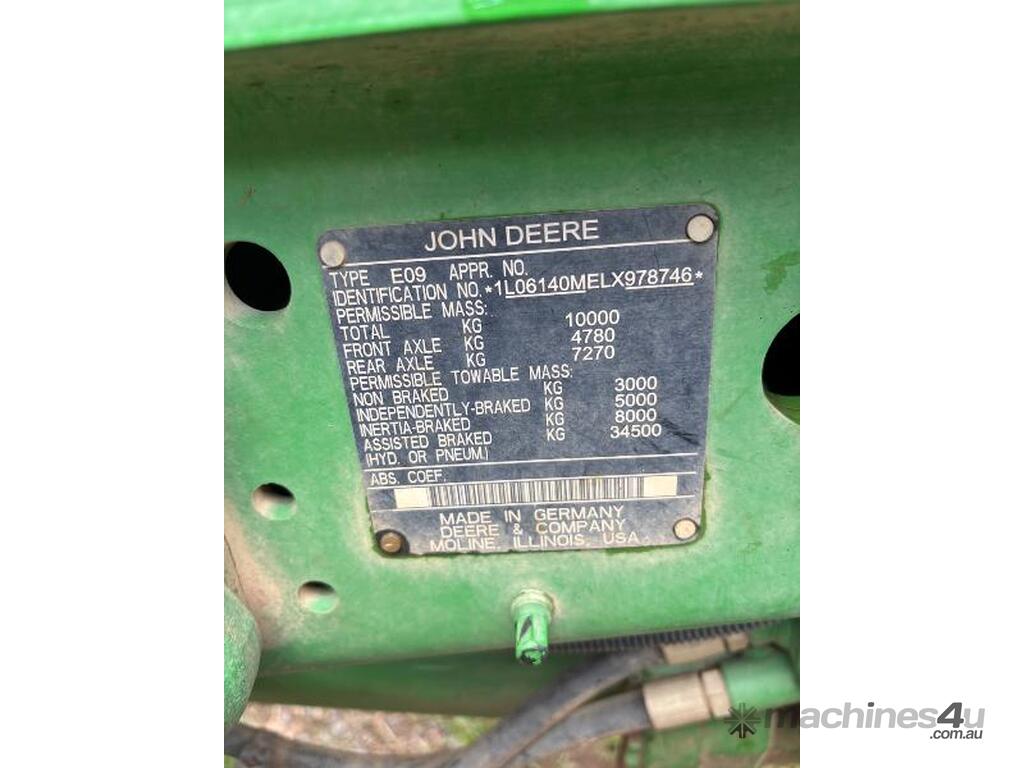 JOHN DEERE
TYPE E09 APPR. NO.
IDENTIFICATION NO. *1L06140MELX978746*
PERMISSIBLE MASS:
TOTAL KG 10000
FRONT AXLE KG 4780
REAR AXLE KG 7270
PERMISSIBLE TOWABLE MASS:
NON BRAKED KG 3000
INDEPENDENTLY-BRAKED KG 5000
INERTIA-BRAKED KG 8000
ASSISTED BRAKED KG 34500
(HYD. OR PNEUM.)
ABS. COEF.
MADE IN GERMANY
DEERE & COMPANY
MOLINE, ILLINOIS, USA
machines4u
.com.au